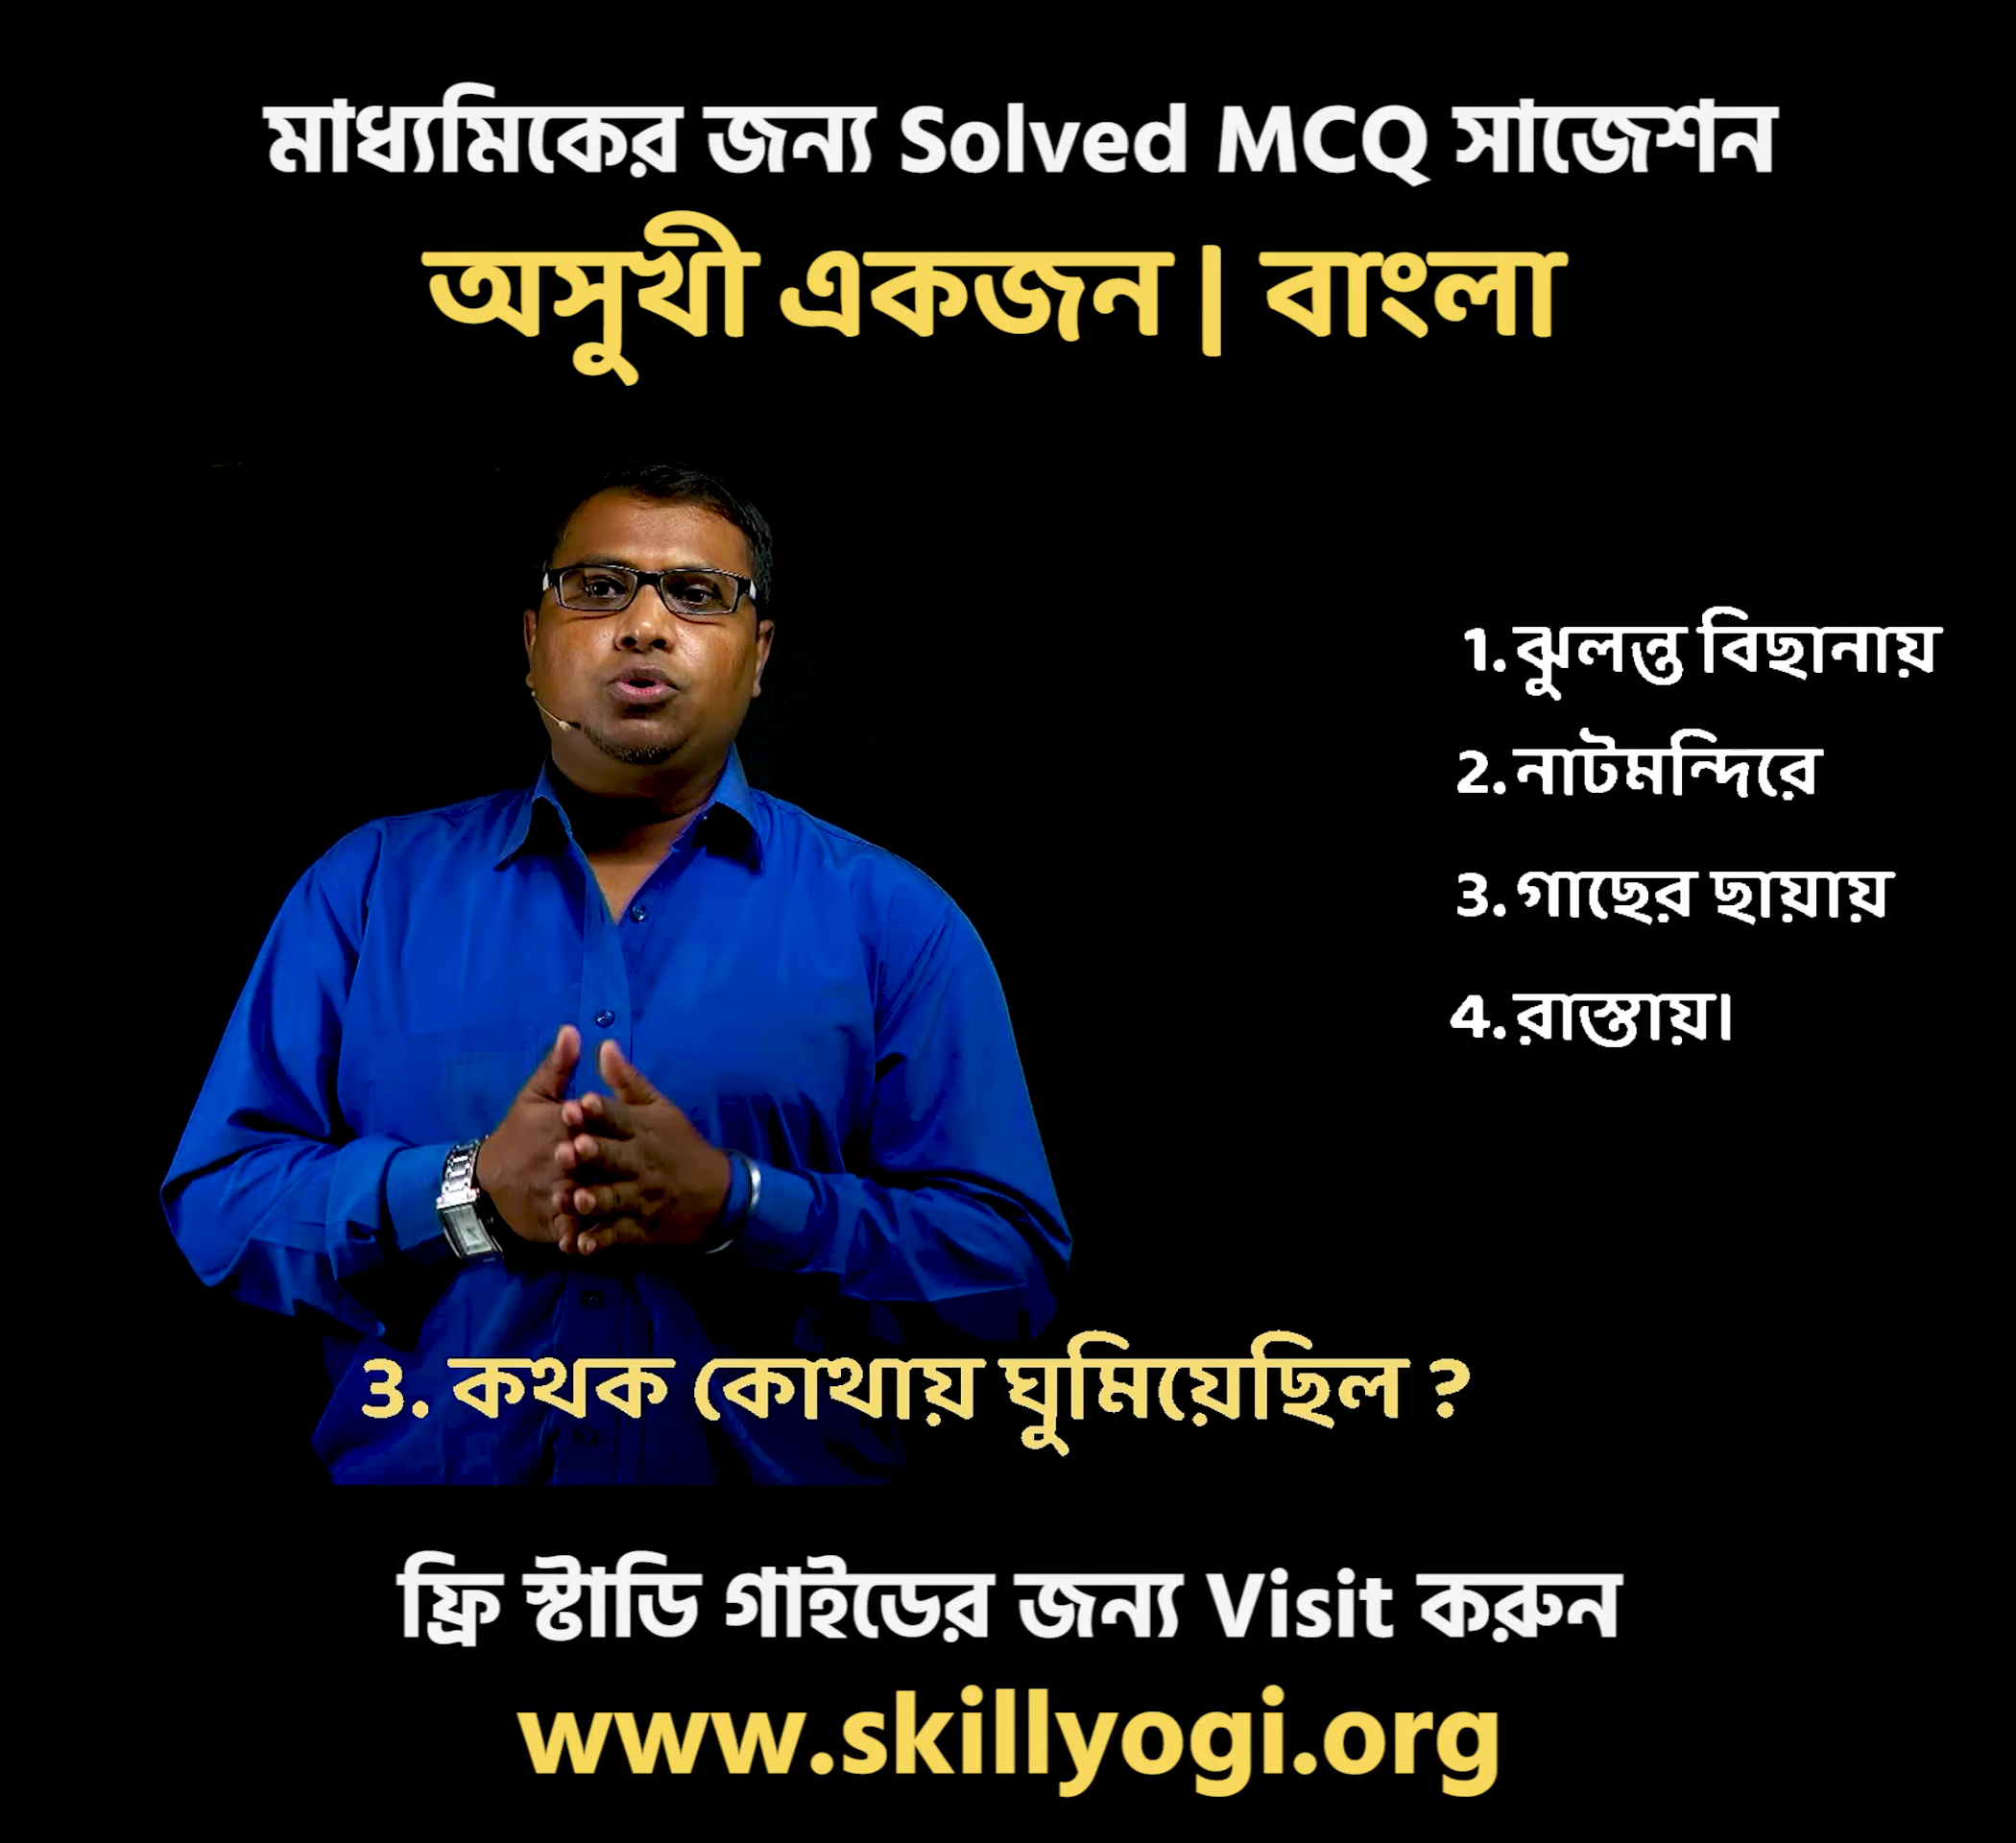 মাধ্যমিকের জন্য Solved MCQ সাজেশন
অসুখী একজন | বাংলা
1. ঝুলন্ত বিছানায়
2. নাটমন্দিরে
3. গাছের ছায়ায়
4. রাস্তায়।
3. কথক কোথায় ঘুমিয়েছিল ?
ফ্রি স্টাডি গাইডের জন্য Visit করুন
www.skillyogi.org